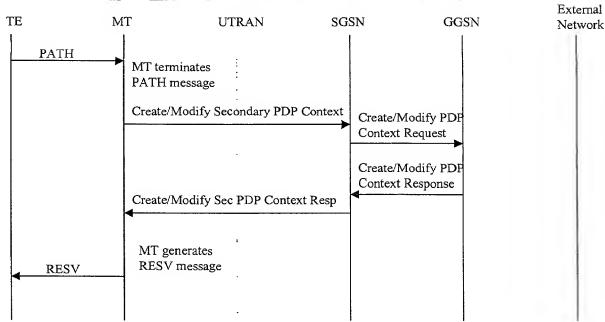 External
Network
TE
MT
UTRAN
SGSN
GGSN
PATH
MT terminates
PATH message
Create/Modify Secondary PDP Context
Create/Modify PDP
Context Request
Create/Modify PDP
Context Response
Create/Modify Sec PDP Context Resp
MT generates
RESV message
RESV